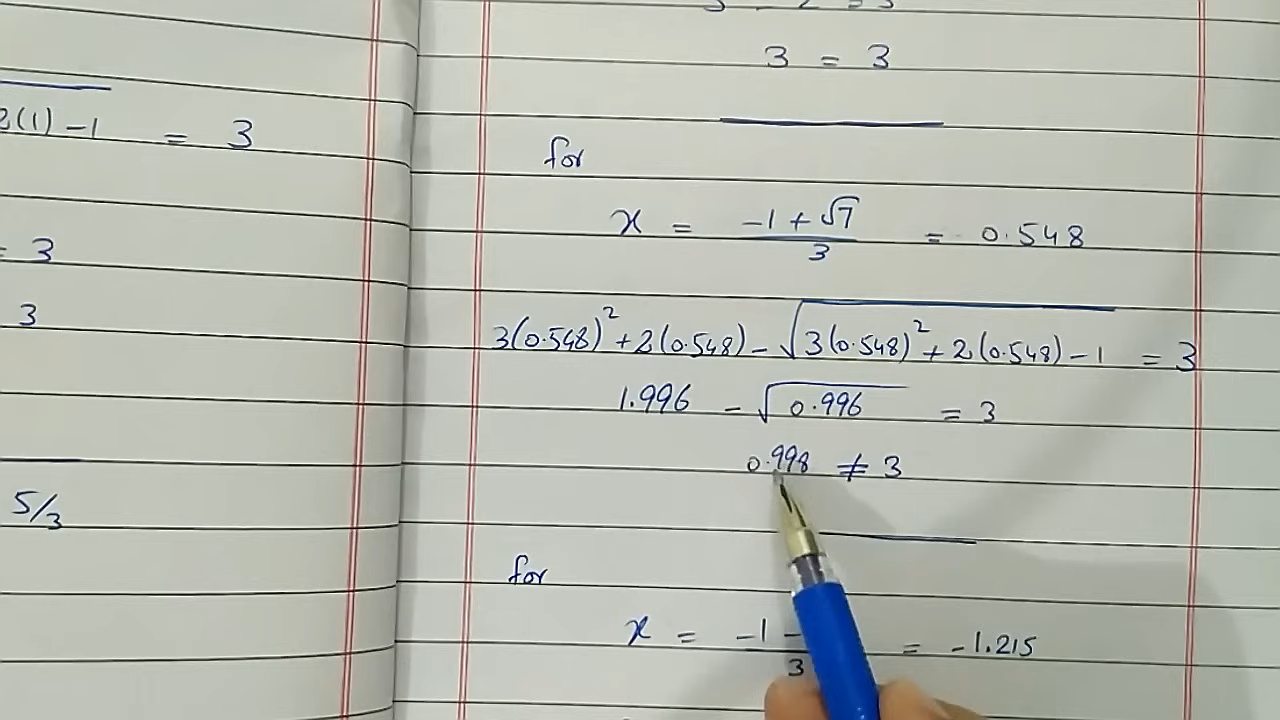 2(1) - 1 = 3
= 3
3
5/3
3 = 3
for
x = (-1 + √7)/3 = 0.548
3(0.548)² + 2(0.548) - √(3(0.548)² + 2(0.548) - 1) = 3
1.996 - √0.996 = 3
0.998 ≠ 3
for
x = -1 - /3 = -1.215